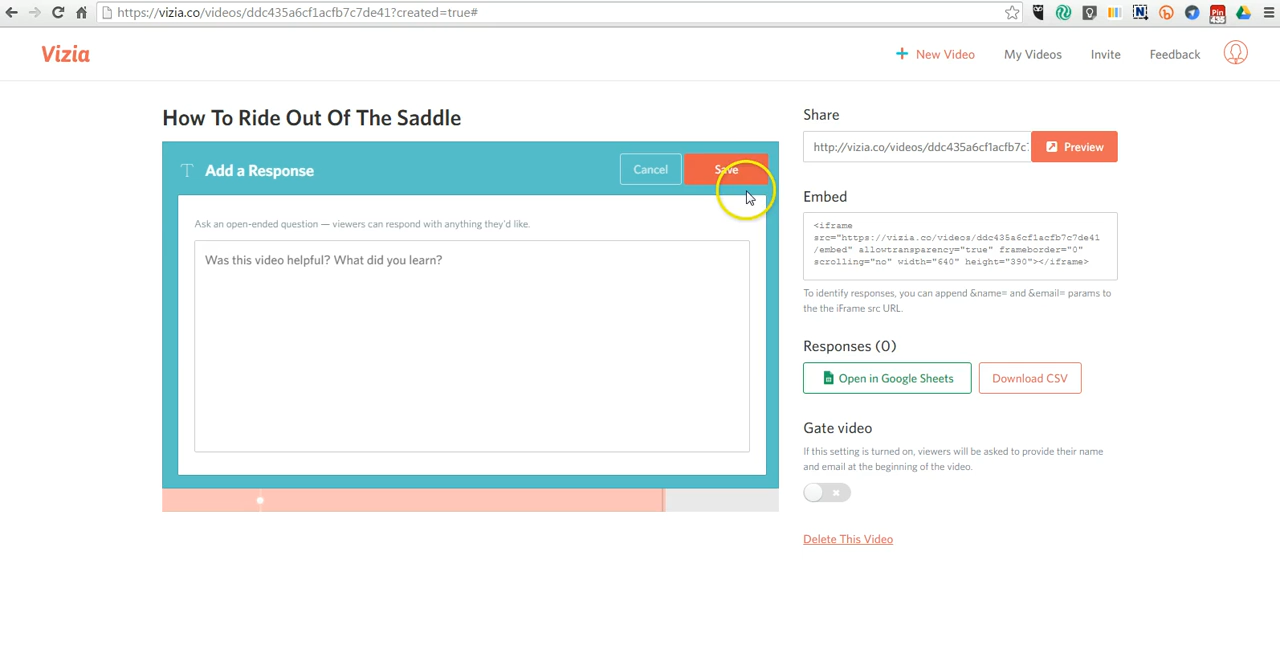 https://vizia.co/videos/ddc435a6cf1acfb7c7de41?created=true#
Pin
435
Vizia
+ New Video
My Videos
Invite
Feedback
How To Ride Out Of The Saddle
Add a Response
Cancel
Save
Ask an open-ended question — viewers can respond with anything they'd like.
Was this video helpful? What did you learn?
Share
http://vizia.co/videos/ddc435a6cf1acfb7c7
Preview
Embed
<iframe
src="https://vizia.co/videos/ddc435a6cf1acfb7c7de41
/embed" allowtransparency="true" frameborder="0"
scrolling="no" width="640" height="390"></iframe>
To identify responses, you can append &name= and &email= params to
the the iFrame src URL.
Responses (0)
Open in Google Sheets
Download CSV
Gate video
If this setting is turned on, viewers will be asked to provide their name
and email at the beginning of the video.
Delete This Video